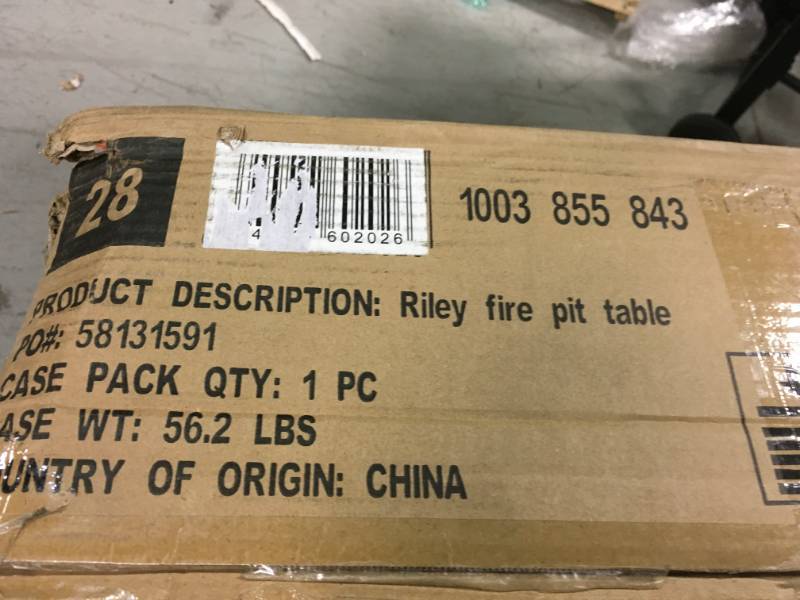 28
4 602026
1003 855 843
PRODUCT DESCRIPTION: Riley fire pit table
PO#: 58131591
CASE PACK QTY: 1 PC
ASE WT: 56.2 LBS
UNTRY OF ORIGIN: CHINA